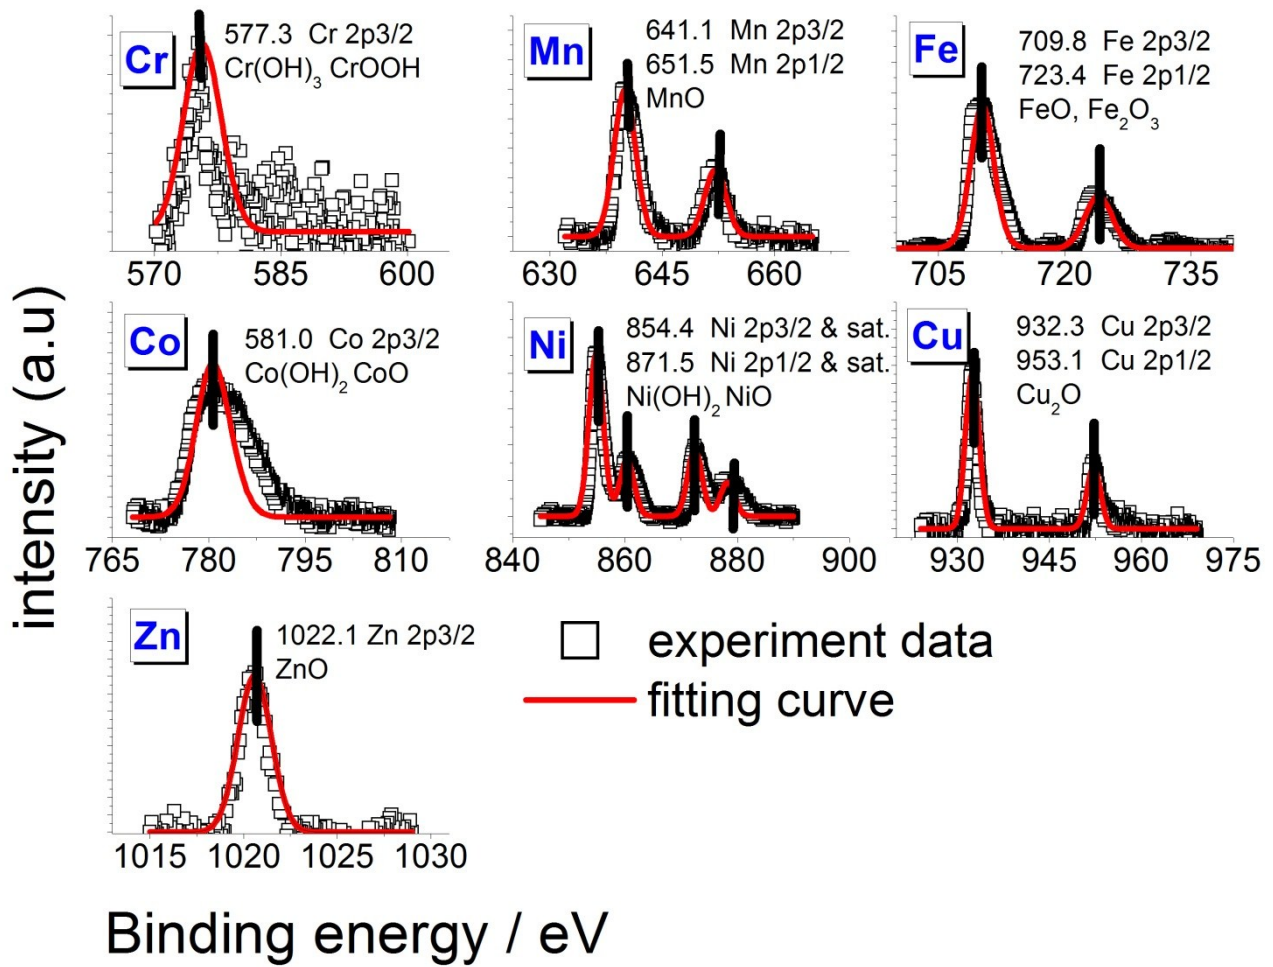 Cr
577.3 Cr 2p3/2
Cr(OH)₃ CrOOH
570 585 600
Mn
641.1 Mn 2p3/2
651.5 Mn 2p1/2
MnO
630 645 660
Fe
709.8 Fe 2p3/2
723.4 Fe 2p1/2
FeO, Fe₂O₃
705 720 735
intensity (a.u)
Co
581.0 Co 2p3/2
Co(OH)₂ CoO
765 780 795 810
Ni
854.4 Ni 2p3/2 & sat.
871.5 Ni 2p1/2 & sat.
Ni(OH)₂ NiO
840 860 880 900
Cu
932.3 Cu 2p3/2
953.1 Cu 2p1/2
Cu₂O
930 945 960 975
Zn
1022.1 Zn 2p3/2
ZnO
1015 1020 1025 1030
experiment data
fitting curve
Binding energy / eV